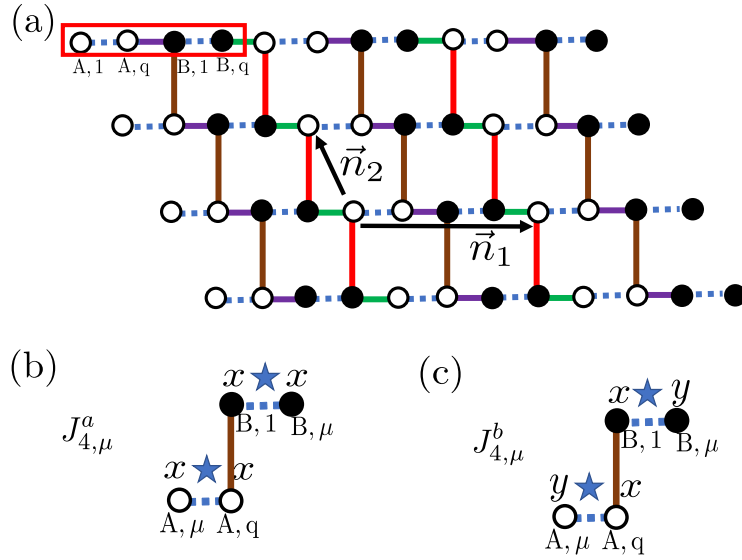 (a)
A, 1 A, q B, 1 B, q
n⃗₂
n⃗₁
(b)
(c)
x x
x y
J^a_{4,μ}
B, 1 B, μ
J^b_{4,μ}
B, 1 B, μ
x x
y x
A, μ A, q
A, μ A, q